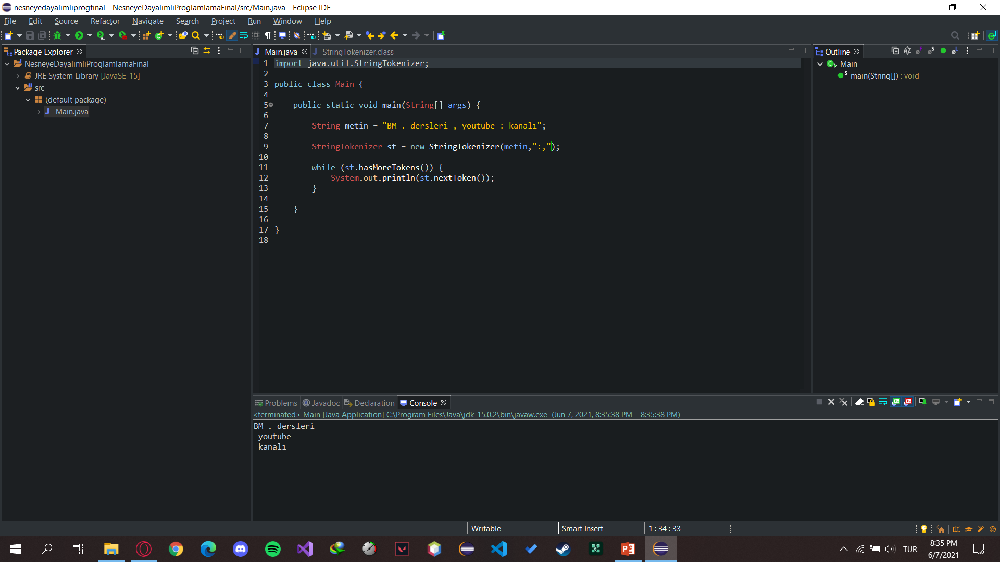 nesneyedayalimliprogfinal - NesneyeDayalimliProglamlamaFinal/src/Main.java - Eclipse IDE
File Edit Source Refactor Navigate Search Project Run Window Help
Package Explorer
NesneyeDayalimliProglamlamaFinal
JRE System Library [JavaSE-15]
src
(default package)
Main.java
Main.java StringTokenizer.class
1 import java.util.StringTokenizer;
2
3 public class Main {
4
5 public static void main(String[] args) {
6
7 String metin = "BM . dersleri , youtube : kanalı";
8
9 StringTokenizer st = new StringTokenizer(metin,":,");
10
11 while (st.hasMoreTokens()) {
12 System.out.println(st.nextToken());
13 }
14
15 }
16
17 }
18
Outline
Main
main(String[]) : void
Problems @ Javadoc Declaration Console
<terminated> Main [Java Application] C:\Program Files\Java\jdk-15.0.2\bin\javaw.exe (Jun 7, 2021, 8:35:38 PM – 8:35:38 PM)
BM . dersleri
youtube
kanalı
Writable Smart Insert 1 : 34 : 33
TUR
8:35 PM
6/7/2021